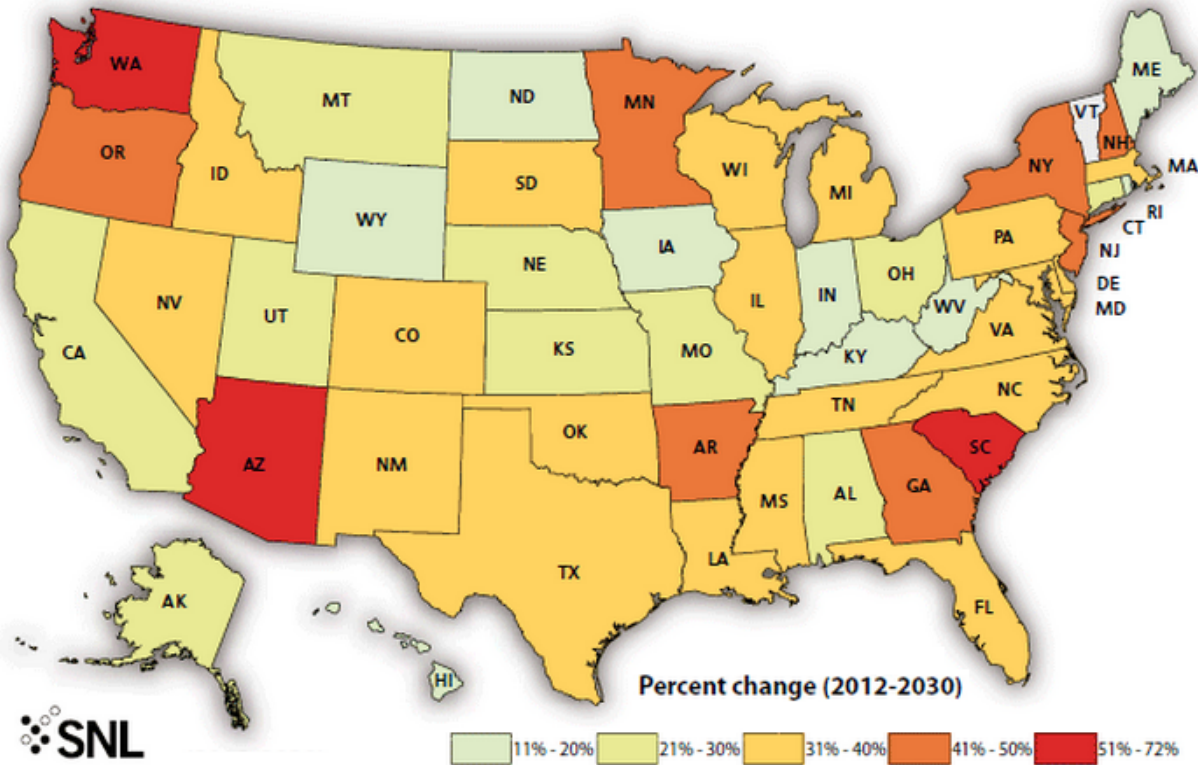 WA
MT
ND
MN
ME
VT
NH
OR
ID
SD
WI
MI
NY
MA
WY
IA
PA
RI
CT
NJ
NE
OH
DE
MD
NV
UT
CO
IL
IN
WV
VA
CA
KS
MO
KY
NC
TN
AZ
NM
OK
AR
SC
MS
AL
GA
TX
LA
FL
AK
HI
Percent change (2012-2030)
SNL
11% - 20% 21% - 30% 31% - 40% 41% - 50% 51% - 72%